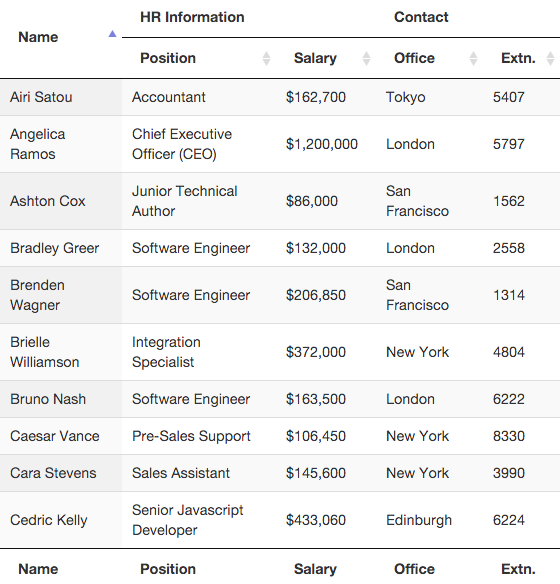 HR Information Contact
Name
Position Salary Office Extn.
Airi Satou Accountant $162,700 Tokyo 5407
Angelica Ramos Chief Executive Officer (CEO) $1,200,000 London 5797
Ashton Cox Junior Technical Author $86,000 San Francisco 1562
Bradley Greer Software Engineer $132,000 London 2558
Brenden Wagner Software Engineer $206,850 San Francisco 1314
Brielle Williamson Integration Specialist $372,000 New York 4804
Bruno Nash Software Engineer $163,500 London 6222
Caesar Vance Pre-Sales Support $106,450 New York 8330
Cara Stevens Sales Assistant $145,600 New York 3990
Cedric Kelly Senior Javascript Developer $433,060 Edinburgh 6224
Name Position Salary Office Extn.